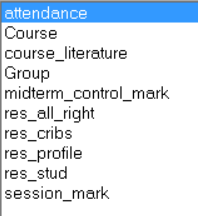 attendance
Course
course_literature
Group
midterm_control_mark
res_all_right
res_cribs
res_profile
res_stud
session_mark